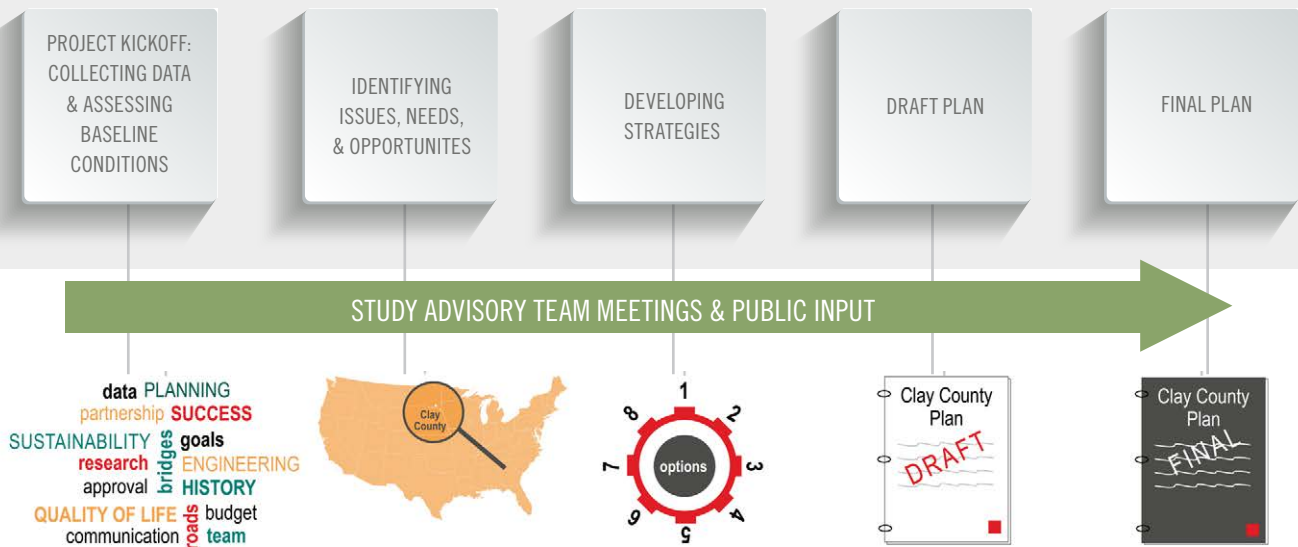 PROJECT KICKOFF:
COLLECTING DATA
& ASSESSING
BASELINE
CONDITIONS
IDENTIFYING
ISSUES, NEEDS,
& OPPORTUNITES
DEVELOPING
STRATEGIES
DRAFT PLAN
FINAL PLAN
STUDY ADVISORY TEAM MEETINGS & PUBLIC INPUT
data PLANNING
partnership SUCCESS
SUSTAINABILITY bridges goals
research ENGINEERING
approval HISTORY
QUALITY OF LIFE roads budget
communication team
Clay
County
1
2
3
4
5
6
7
8
options
Clay County
Plan
DRAFT
Clay County
Plan
FINAL